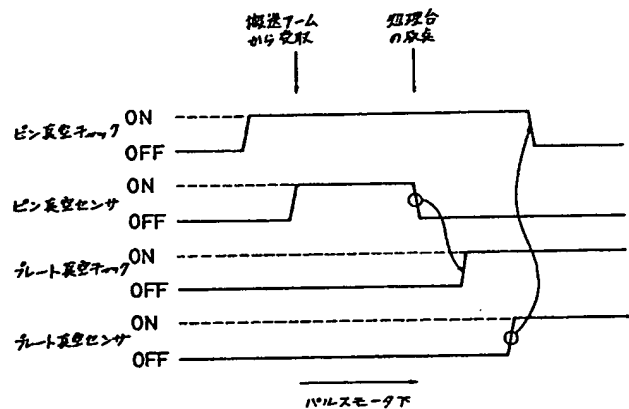 搬送アーム
から受取
処理台
の放真
ピン真空チャック ON
OFF
ピン真空センサ ON
OFF
プレート真空チャック ON
OFF
プレート真空センサ ON
OFF
パルスモータ下